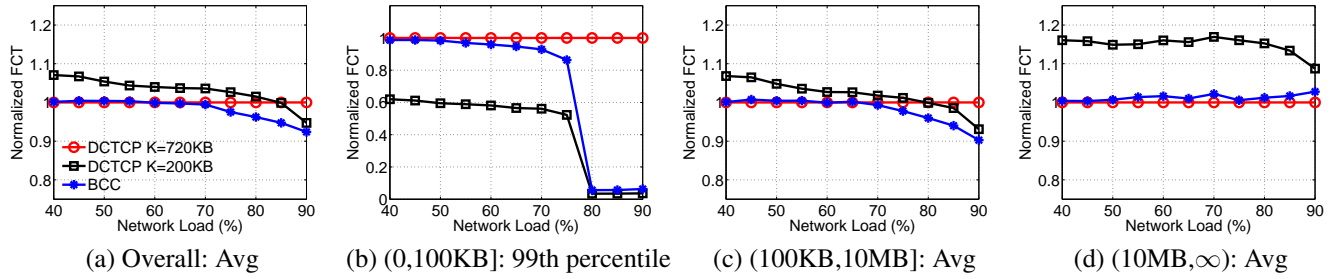 Normalized FCT
1.2
1.1
1
0.9
0.8
DCTCP K=720KB
DCTCP K=200KB
BCC
40 50 60 70 80 90
Network Load (%)
(a) Overall: Avg
Normalized FCT
1
0.8
0.6
0.4
0.2
0
40 50 60 70 80 90
Network Load (%)
(b) (0,100KB]: 99th percentile
Normalized FCT
1.2
1.1
1
0.9
0.8
40 50 60 70 80 90
Network Load (%)
(c) (100KB,10MB]: Avg
Normalized FCT
1.2
1.1
1
0.9
0.8
40 50 60 70 80 90
Network Load (%)
(d) (10MB,∞): Avg